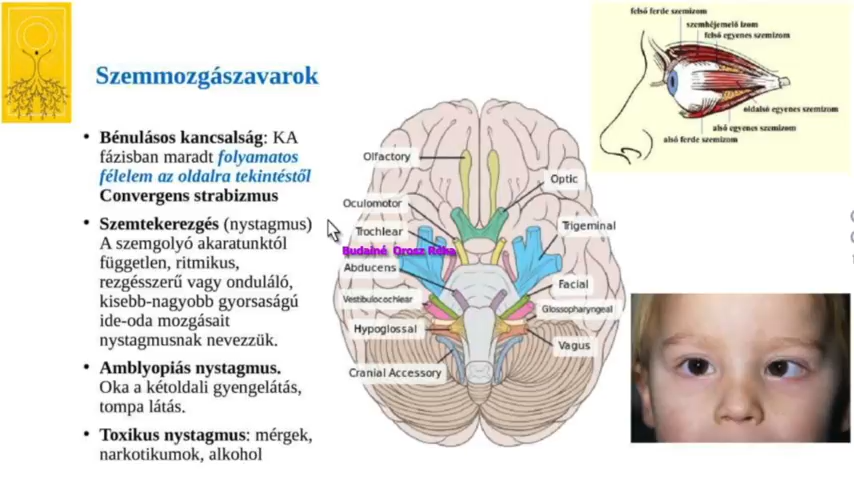 Szemmozgászavarok
• Bénulásos kancsalság: KA
fázisban maradt folyamatos
félelem az oldalra tekintéstől
Convergens strabizmus
• Szemtekerezgés (nystagmus)
A szemgolyó akaratunktól
független, ritmikus,
rezgésszerű vagy onduláló,
kisebb-nagyobb gyorsaságú
ide-oda mozgásait
nystagmusnak nevezzük.
• Amblyopiás nystagmus.
Oka a kétoldali gyengelátás,
tompa látás.
• Toxikus nystagmus: mérgek,
narkotikumok, alkohol
Olfactory
Optic
Oculomotor
Trochlear
Trigeminal
Budainé Orosz Réka
Abducens
Facial
Vestibulocochlear
Glossopharyngeal
Hypoglossal
Vagus
Cranial Accessory
felső ferde szemizom
szemhéjemelő izom
felső egyenes szemizom
oldalsó egyenes szemizom
alsó egyenes szemizom
alsó ferde szemizom